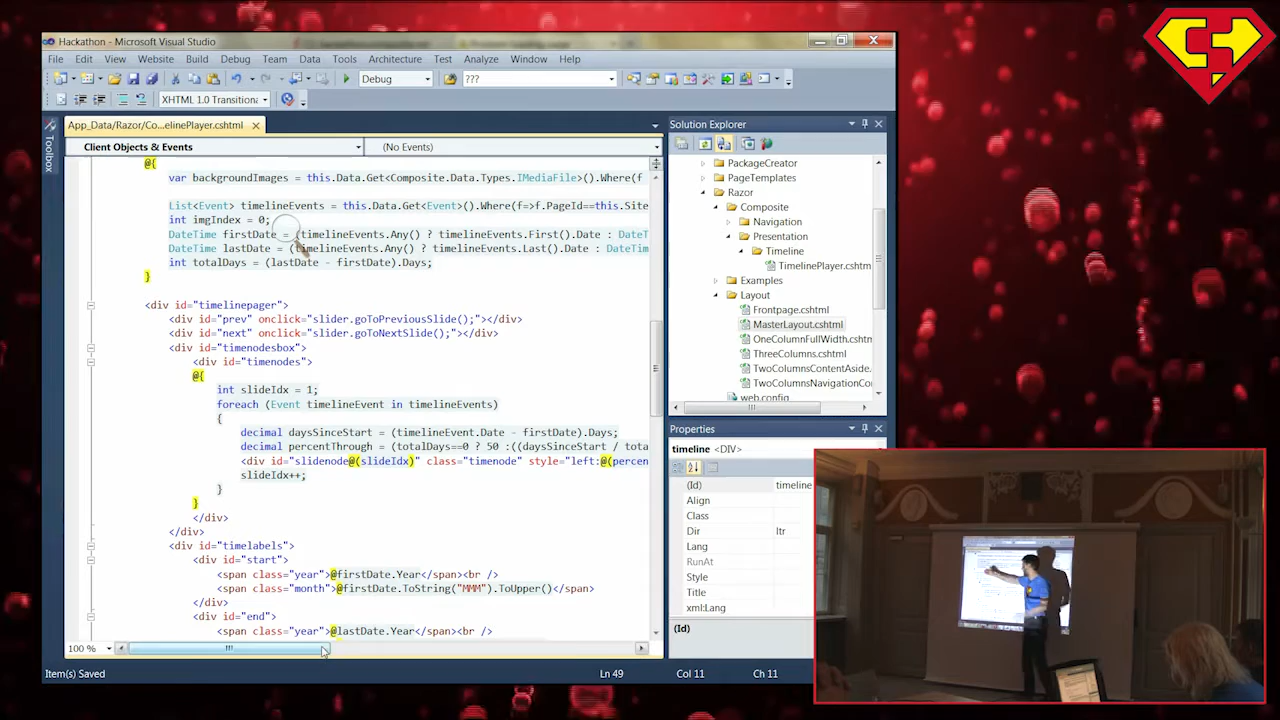 Hackathon - Microsoft Visual Studio
File Edit View Website Build Debug Team Data Tools Architecture Test Analyze Window Help
Debug ???
XHTML 1.0 Transitiona
App_Data/Razor/Co...elinePlayer.cshtml
Client Objects & Events (No Events)
Toolbox
@{
var backgroundImages = this.Data.Get<Composite.Data.Types.IMediaFile>().Where(f
List<Event> timelineEvents = this.Data.Get<Event>().Where(f=>f.PageId==this.Site
int imgIndex = 0;
DateTime firstDate = (timelineEvents.Any() ? timelineEvents.First().Date : DateT
DateTime lastDate = (timelineEvents.Any() ? timelineEvents.Last().Date : DateTim
int totalDays = (lastDate - firstDate).Days;
}
<div id="timelinepager">
<div id="prev" onclick="slider.goToPreviousSlide();"></div>
<div id="next" onclick="slider.goToNextSlide();"></div>
<div id="timenodesbox">
<div id="timenodes">
@{
int slideIdx = 1;
foreach (Event timelineEvent in timelineEvents)
{
decimal daysSinceStart = (timelineEvent.Date - firstDate).Days;
decimal percentThrough = (totalDays==0 ? 50 :((daysSinceStart / tota
<div id="slidenode@(slideIdx)" class="timenode" style="left:@(percen
slideIdx++;
}
}
</div>
</div>
<div id="timelabels">
<div id="start">
<span class="year">@firstDate.Year</span><br />
<span class="month">@firstDate.ToString("MMM").ToUpper()</span>
</div>
<div id="end">
<span class="year">@lastDate.Year</span><br />
100 %
Item(s) Saved Ln 49 Col 11 Ch 11
Solution Explorer
PackageCreator
PageTemplates
Razor
Composite
Navigation
Presentation
Timeline
TimelinePlayer.cshtm
Examples
Layout
Frontpage.cshtml
MasterLayout.cshtml
OneColumnFullWidth.cshtm
ThreeColumns.cshtml
TwoColumnsContentAside.
TwoColumnsNavigationCo
web.config
Properties
timeline <DIV>
(Id) timeline
Align
Class
Dir ltr
Lang
RunAt
Style
Title
xml:Lang
(Id)